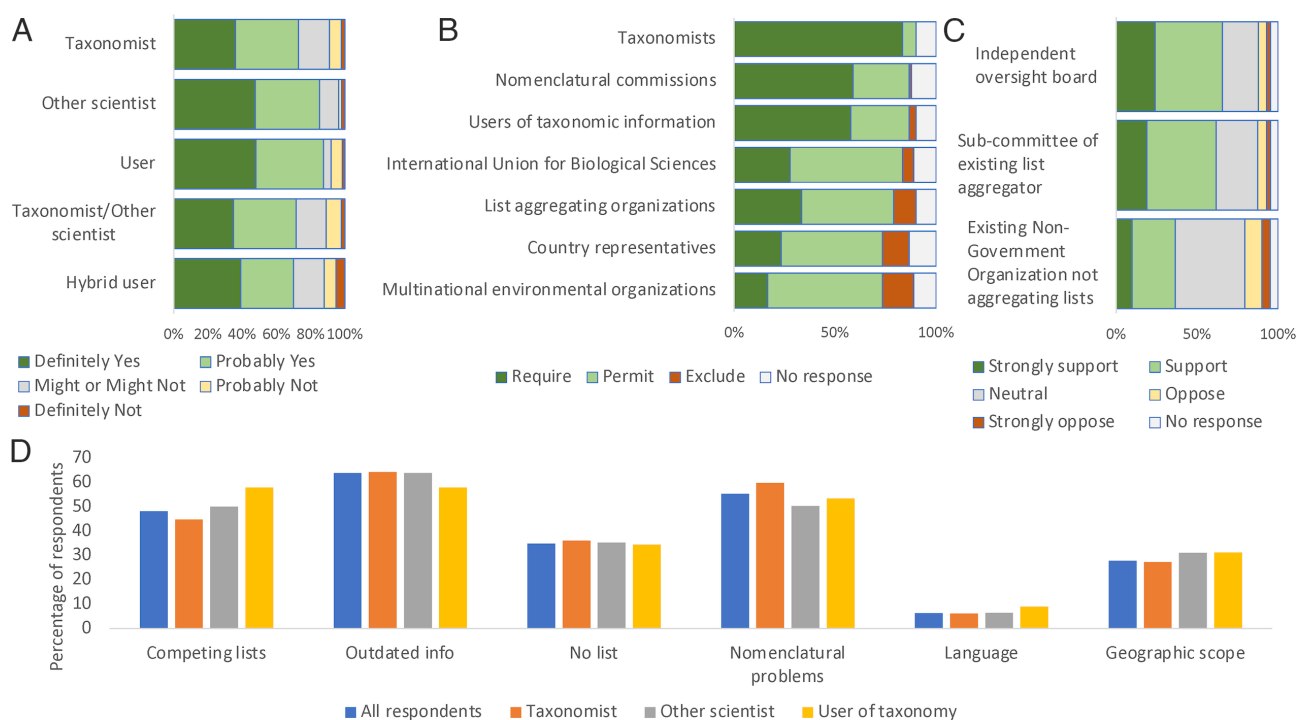 A
Taxonomist
Other scientist
User
Taxonomist/Other
scientist
Hybrid user
0% 20% 40% 60% 80% 100%
Definitely Yes Probably Yes
Might or Might Not Probably Not
Definitely Not
B
Taxonomists
Nomenclatural commissions
Users of taxonomic information
International Union for Biological Sciences
List aggregating organizations
Country representatives
Multinational environmental organizations
0% 50% 100%
Require Permit Exclude No response
C
Independent
oversight board
Sub-committee of
existing list
aggregator
Existing Non-
Government
Organization not
aggregating lists
0% 50% 100%
Strongly support Support
Neutral Oppose
Strongly oppose No response
D
Percentage of respondents
70
60
50
40
30
20
10
0
Competing lists Outdated info No list Nomenclatural
problems Language Geographic scope
All respondents Taxonomist Other scientist User of taxonomy